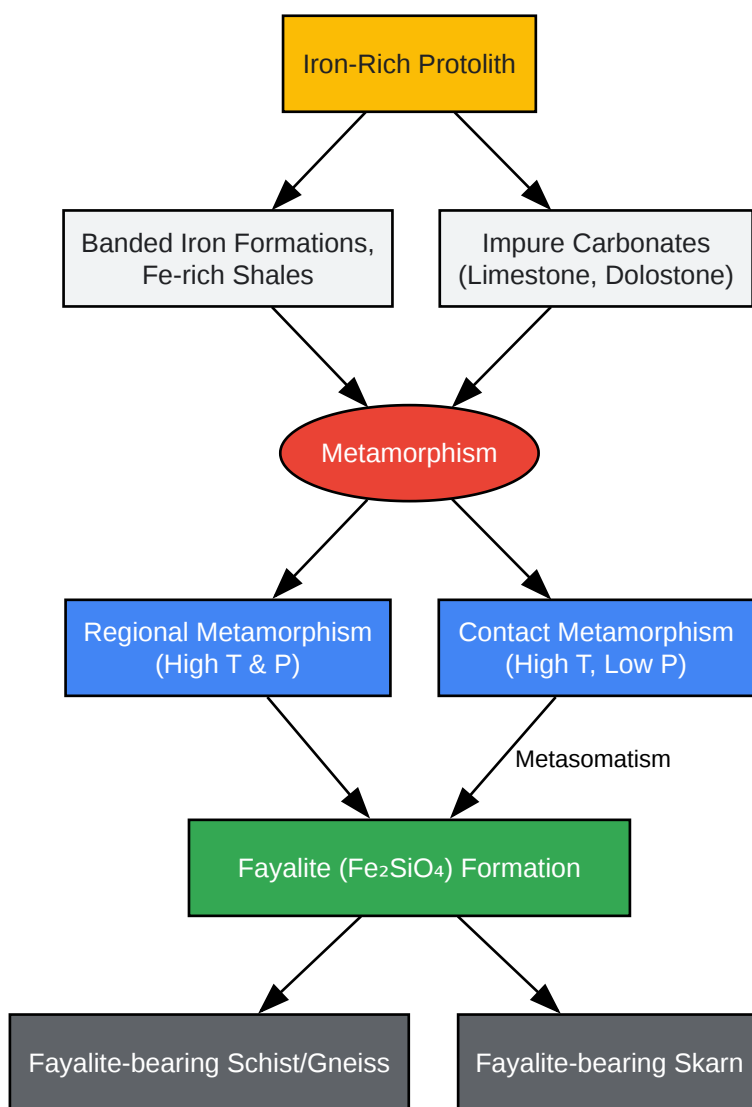 Iron-Rich Protolith
Banded Iron Formations,
Fe-rich Shales
Impure Carbonates
(Limestone, Dolostone)
Metamorphism
Regional Metamorphism
(High T & P)
Contact Metamorphism
(High T, Low P)
Metasomatism
Fayalite (Fe₂SiO₄) Formation
Fayalite-bearing Schist/Gneiss
Fayalite-bearing Skarn